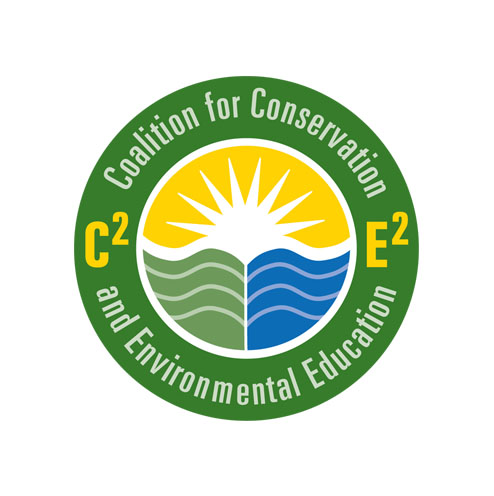 Coalition for Conservation
C² E²
and Environmental Education